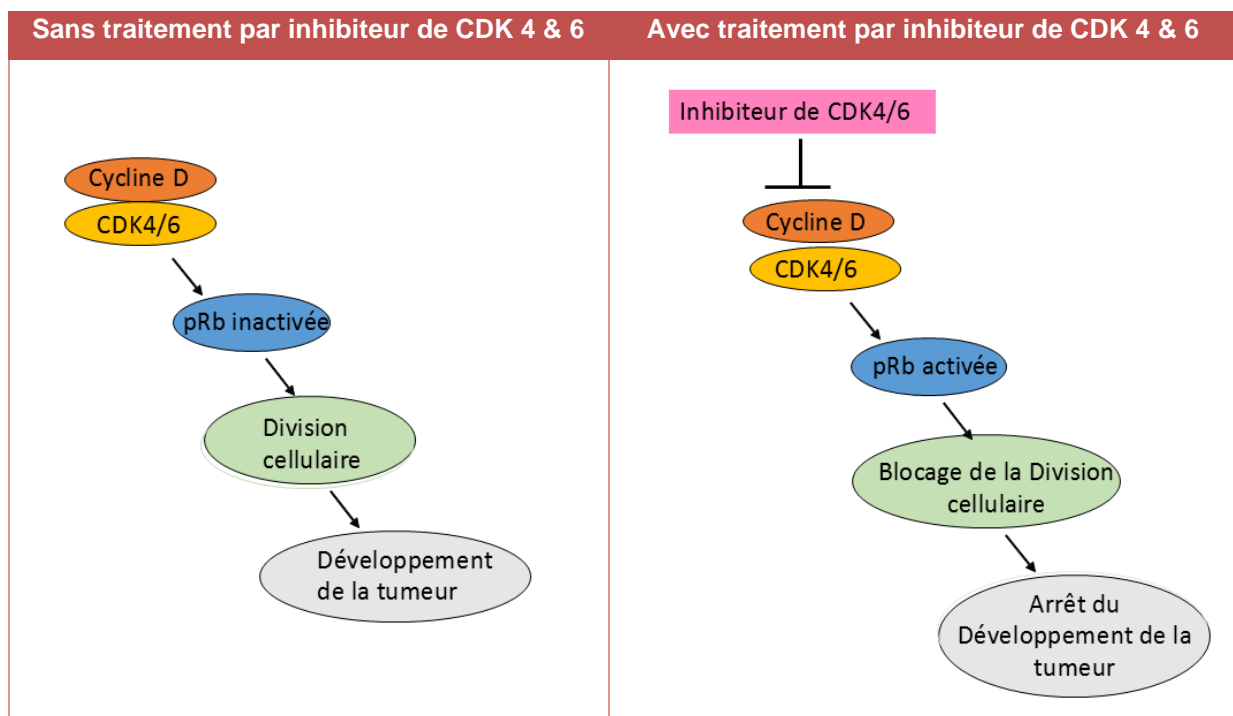 Sans traitement par inhibiteur de CDK 4 & 6
Cycline D
CDK4/6
pRb inactivée
Division
cellulaire
Développement
de la tumeur
Avec traitement par inhibiteur de CDK 4 & 6
Inhibiteur de CDK4/6
Cycline D
CDK4/6
pRb activée
Blocage de la Division
cellulaire
Arrêt du
Développement de la
tumeur